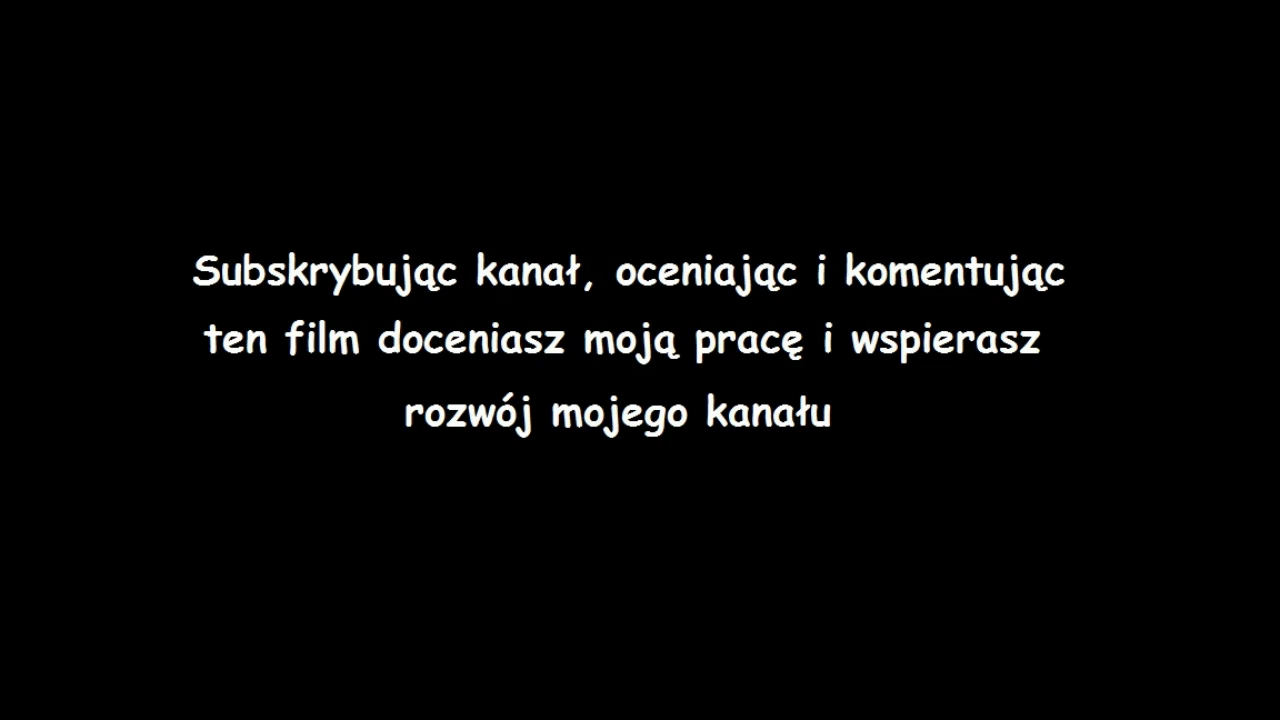 Subskrybując kanał, oceniając i komentując
ten film doceniasz moją pracę i wspierasz
rozwój mojego kanału